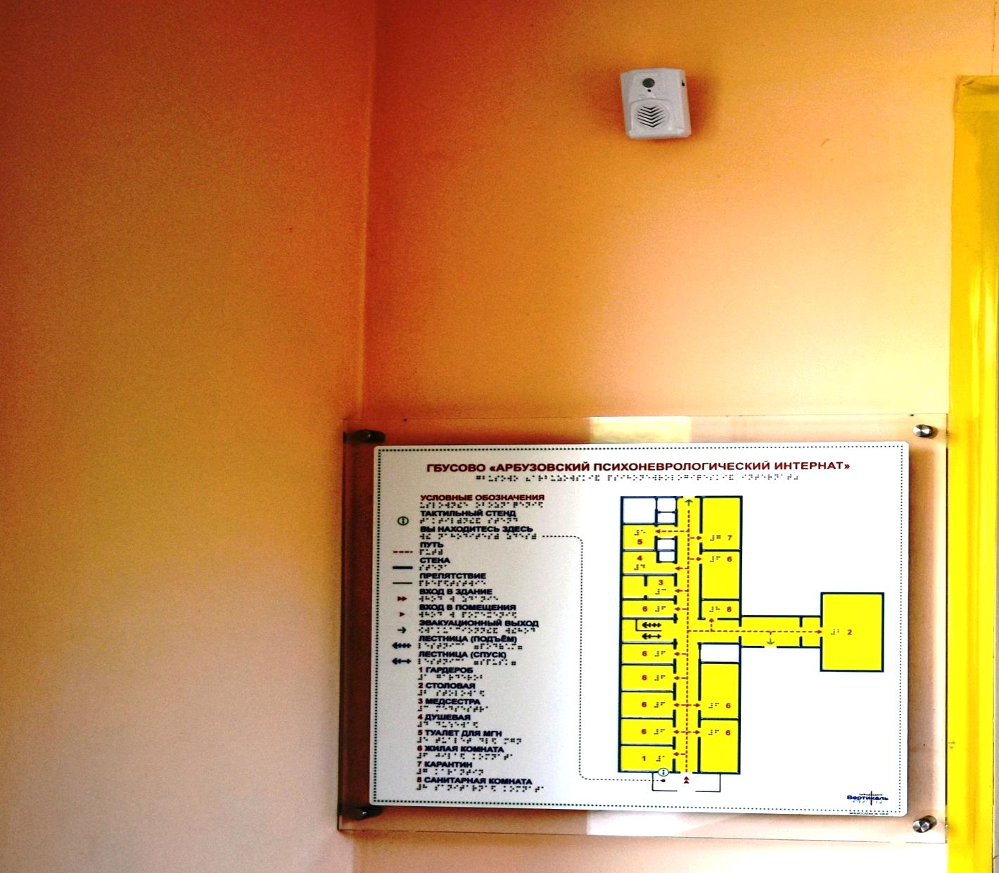 ГБУСОВО «АРБУЗОВСКИЙ ПСИХОНЕВРОЛОГИЧЕСКИЙ ИНТЕРНАТ»
УСЛОВНЫЕ ОБОЗНАЧЕНИЯ
ТАКТИЛЬНЫЙ СТЕНД
ВЫ НАХОДИТЕСЬ ЗДЕСЬ
ПУТЬ
СТЕНА
ПРЕПЯТСТВИЕ
ВХОД В ЗДАНИЕ
ВХОД В ПОМЕЩЕНИЯ
ЭВАКУАЦИОННЫЙ ВЫХОД
ЛЕСТНИЦА (ПОДЪЁМ)
ЛЕСТНИЦА (СПУСК)
1 ГАРДЕРОБ
2 СТОЛОВАЯ
3 МЕДСЕСТРА
4 ДУШЕВАЯ
5 ТУАЛЕТ ДЛЯ МГН
6 ЖИЛАЯ КОМНАТА
7 КАРАНТИН
8 САНИТАРНАЯ КОМНАТА
5 7
4 6
3
6 8
2
6
6
6 6
6 6
1
Вертикаль